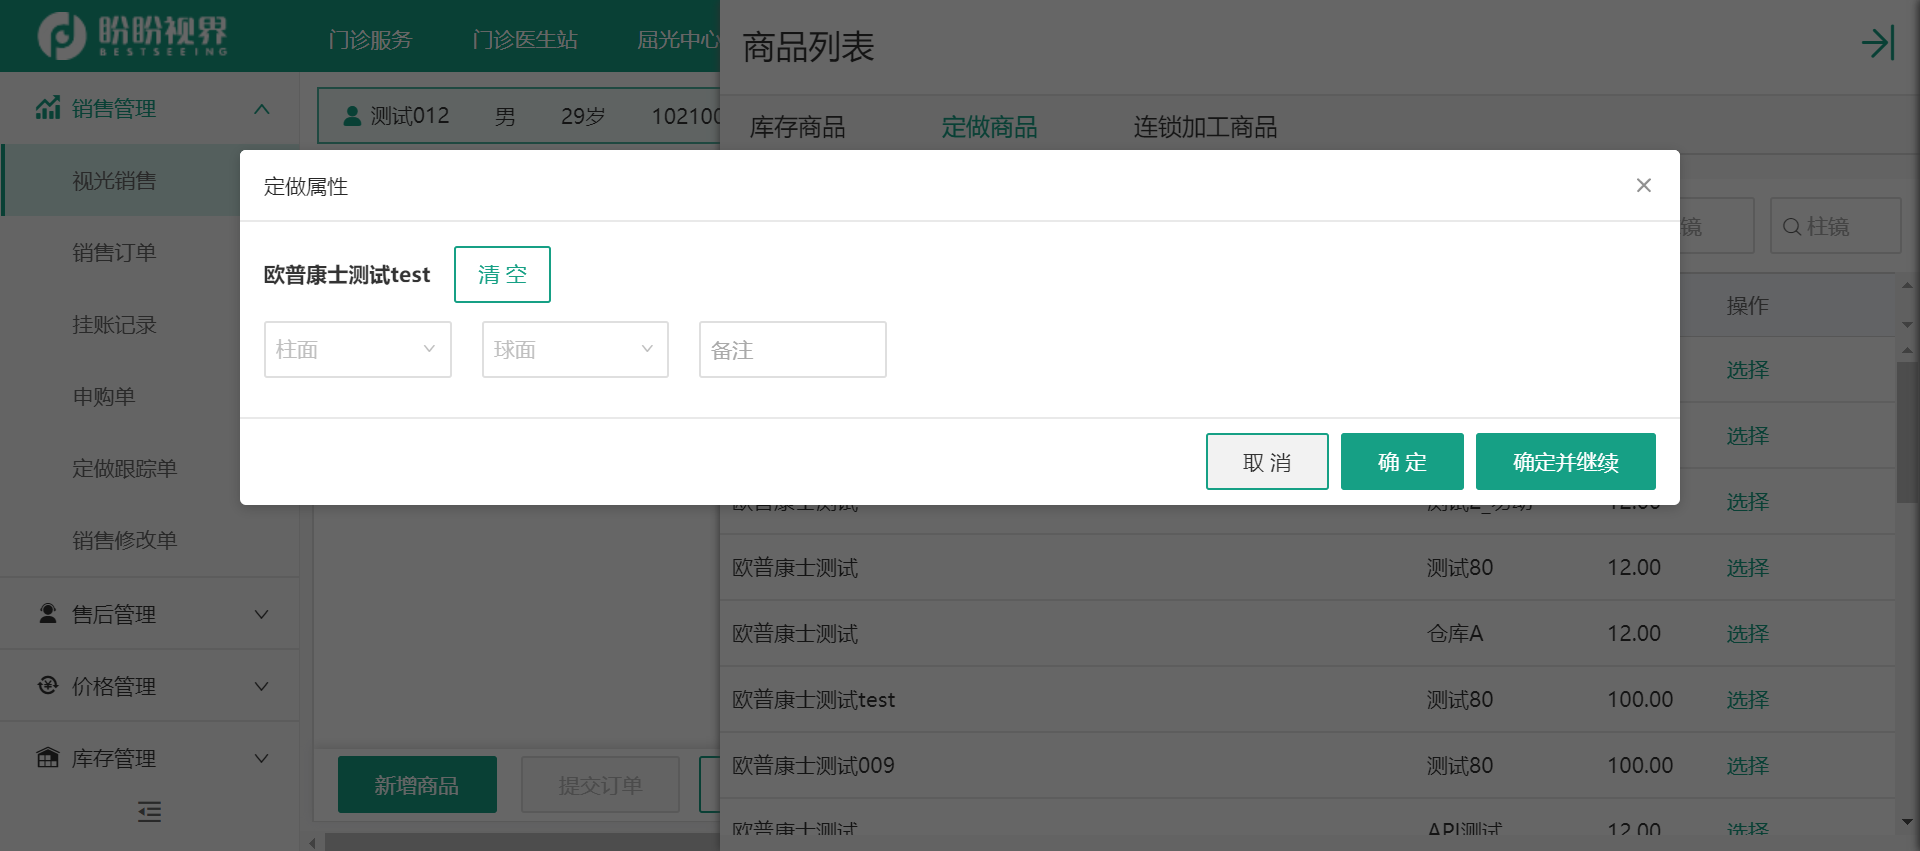 盼盼视界
BESTSEEING
门诊服务
门诊医生站
屈光中心
商品列表
销售管理
视光销售
销售订单
挂账记录
申购单
定做跟踪单
销售修改单
售后管理
价格管理
库存管理
测试012 男 29岁 102100
库存商品 定做商品 连锁加工商品
定做属性
欧普康士测试test 清 空
柱面 球面 备注
取 消 确 定 确定并继续
镜 柱镜
操作
选择
选择
欧普康士测试 12.00 选择
欧普康士测试 测试80 12.00 选择
欧普康士测试 仓库A 12.00 选择
欧普康士测试test 测试80 100.00 选择
欧普康士测试009 测试80 100.00 选择
欧普康士测试 API测试 12.00 选择
新增商品 提交订单